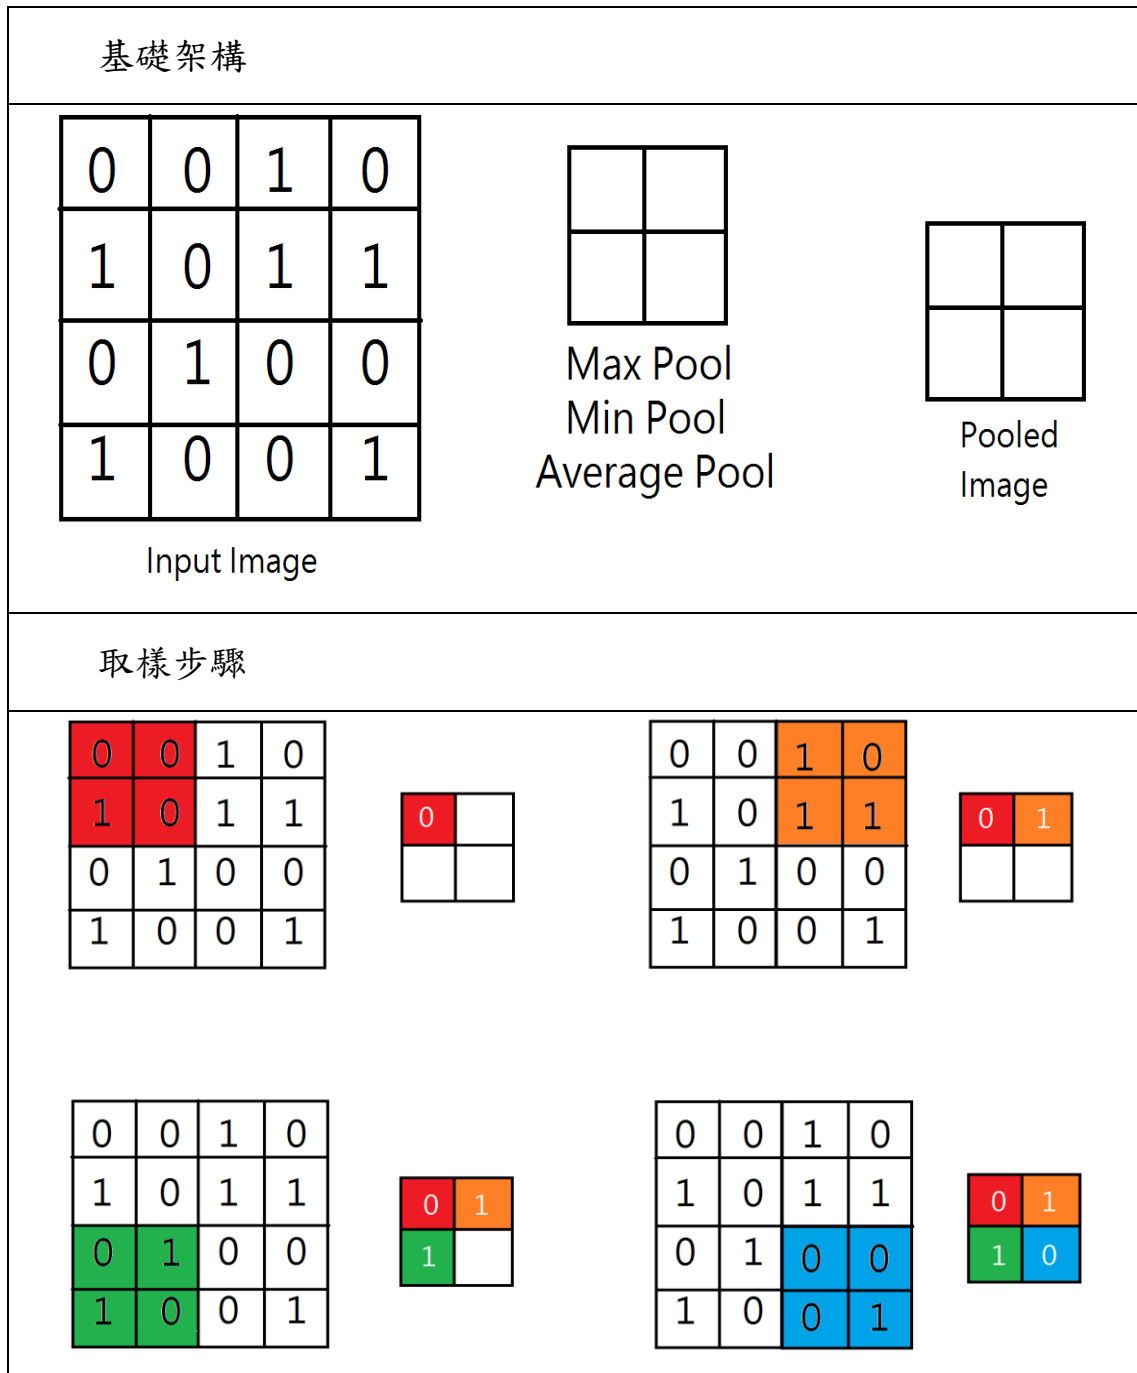 基礎架構
0 0 1 0
1 0 1 1
0 1 0 0
1 0 0 1
Input Image
Max Pool
Min Pool
Average Pool
Pooled
Image
取樣步驟
0 0 1 0
1 0 1 1
0 1 0 0
1 0 0 1
0
0 0 1 0
1 0 1 1
0 1 0 0
1 0 0 1
0 1
0 0 1 0
1 0 1 1
0 1 0 0
1 0 0 1
0 1
1
0 0 1 0
1 0 1 1
0 1 0 0
1 0 0 1
0 1
1 0